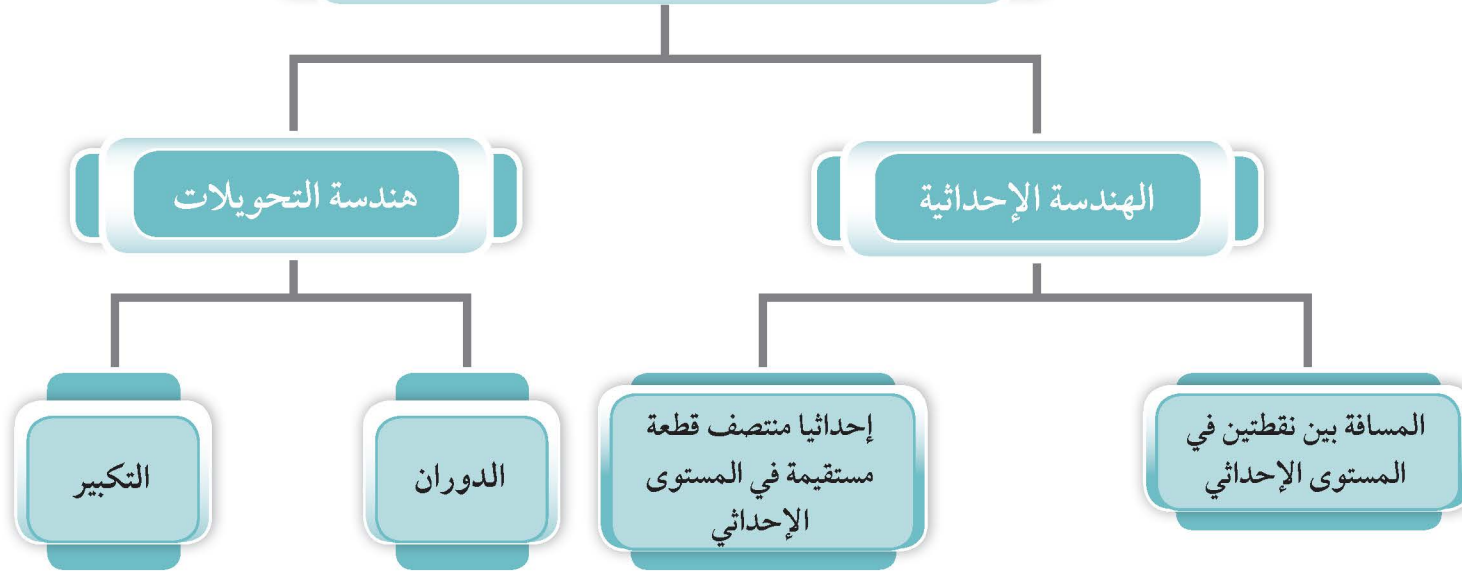 الهندسة الإحداثية
هندسة التحويلات
المسافة بين نقطتين في
المستوى الإحداثي
إحداثيا منتصف قطعة
مستقيمة في المستوى
الإحداثي
الدوران
التكبير